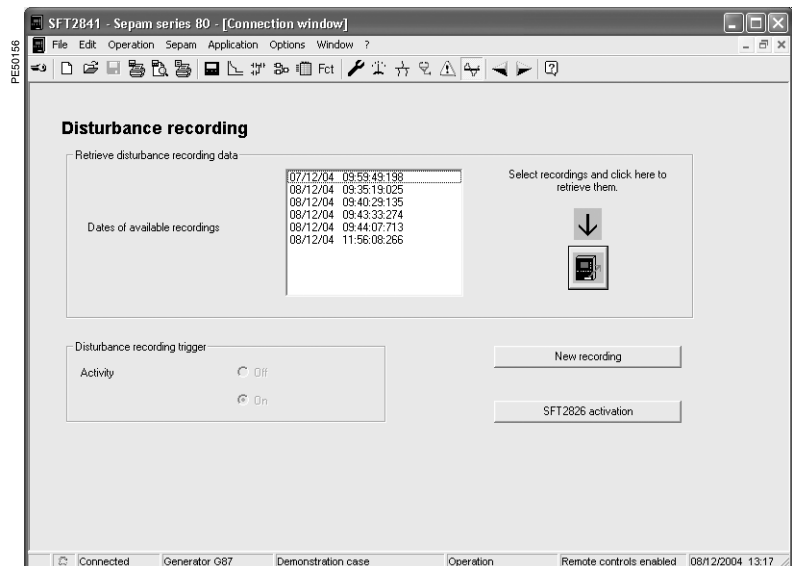 PE50156
SFT2841 - Sepam series 80 - [Connection window]
File Edit Operation Sepam Application Options Window ?
Fct
Disturbance recording
Retrieve disturbance recording data
Dates of available recordings
07/12/04 09:59:49:198
08/12/04 09:35:19:025
08/12/04 09:40:29:135
08/12/04 09:43:33:274
08/12/04 09:44:07:713
08/12/04 11:56:08:266
Select recordings and click here to
retrieve them.
Disturbance recording trigger
Activity
Off
On
New recording
SFT2826 activation
Connected Generator G87 Demonstration case Operation Remote controls enabled 08/12/2004 13:17